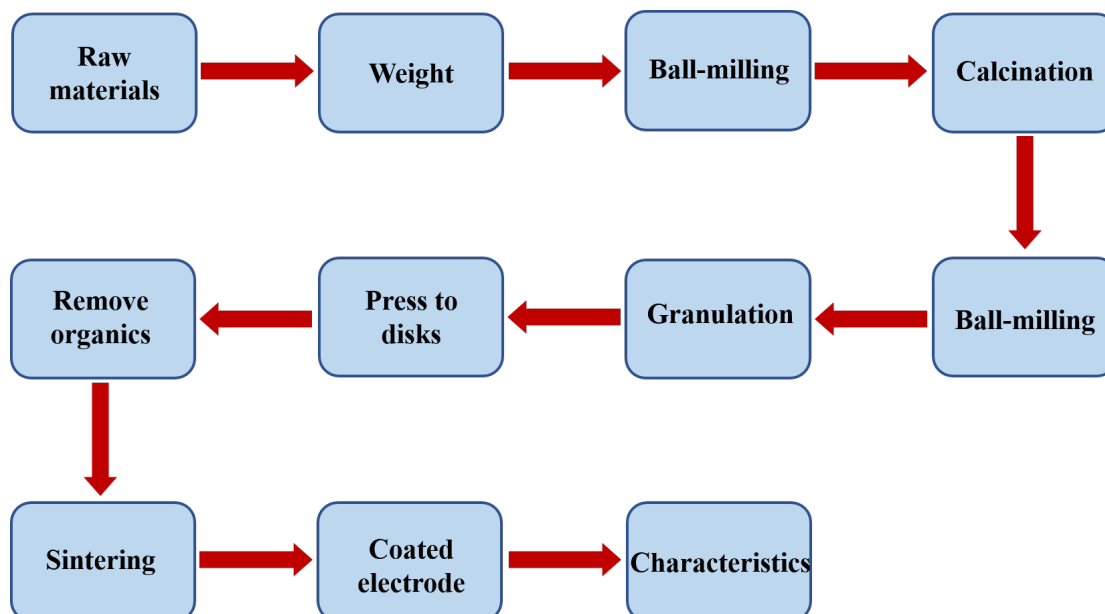 Raw
materials
Weight
Ball-milling
Calcination
Ball-milling
Granulation
Press to
disks
Remove
organics
Sintering
Coated
electrode
Characteristics